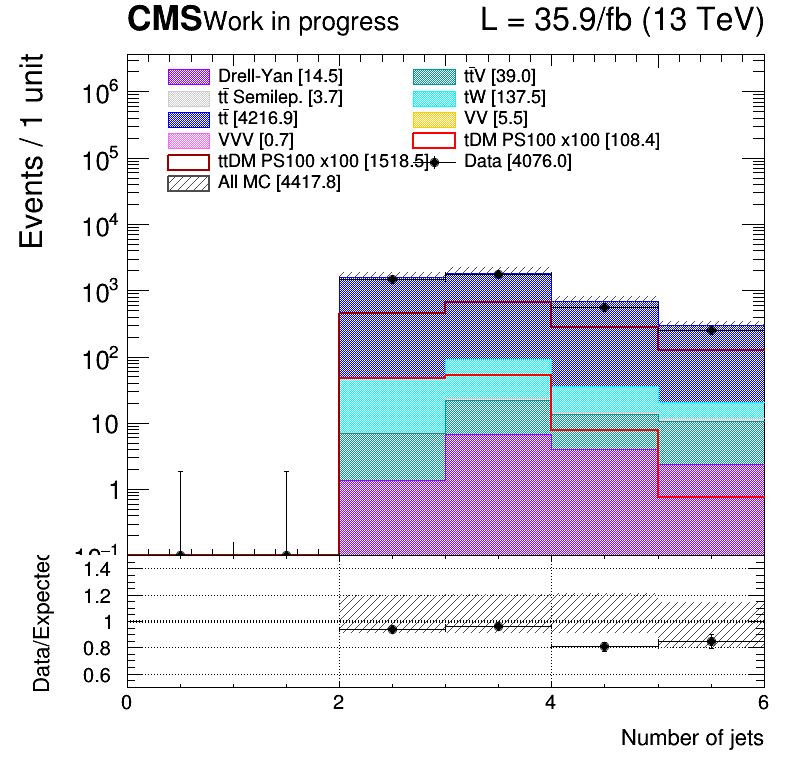 CMS Work in progress L = 35.9/fb (13 TeV)
Events / 1 unit
Drell-Yan [14.5] tt̄V [39.0]
tt̄ Semilep. [3.7] tW [137.5]
tt̄ [4216.9] VV [5.5]
VVV [0.7] tDM PS100 x100 [108.4]
ttDM PS100 x100 [1518.5] Data [4076.0]
All MC [4417.8]
10⁶
10⁵
10⁴
10³
10²
10
1
10⁻¹
Data/Expected
1.4
1.2
1
0.8
0.6
0 2 4 6
Number of jets